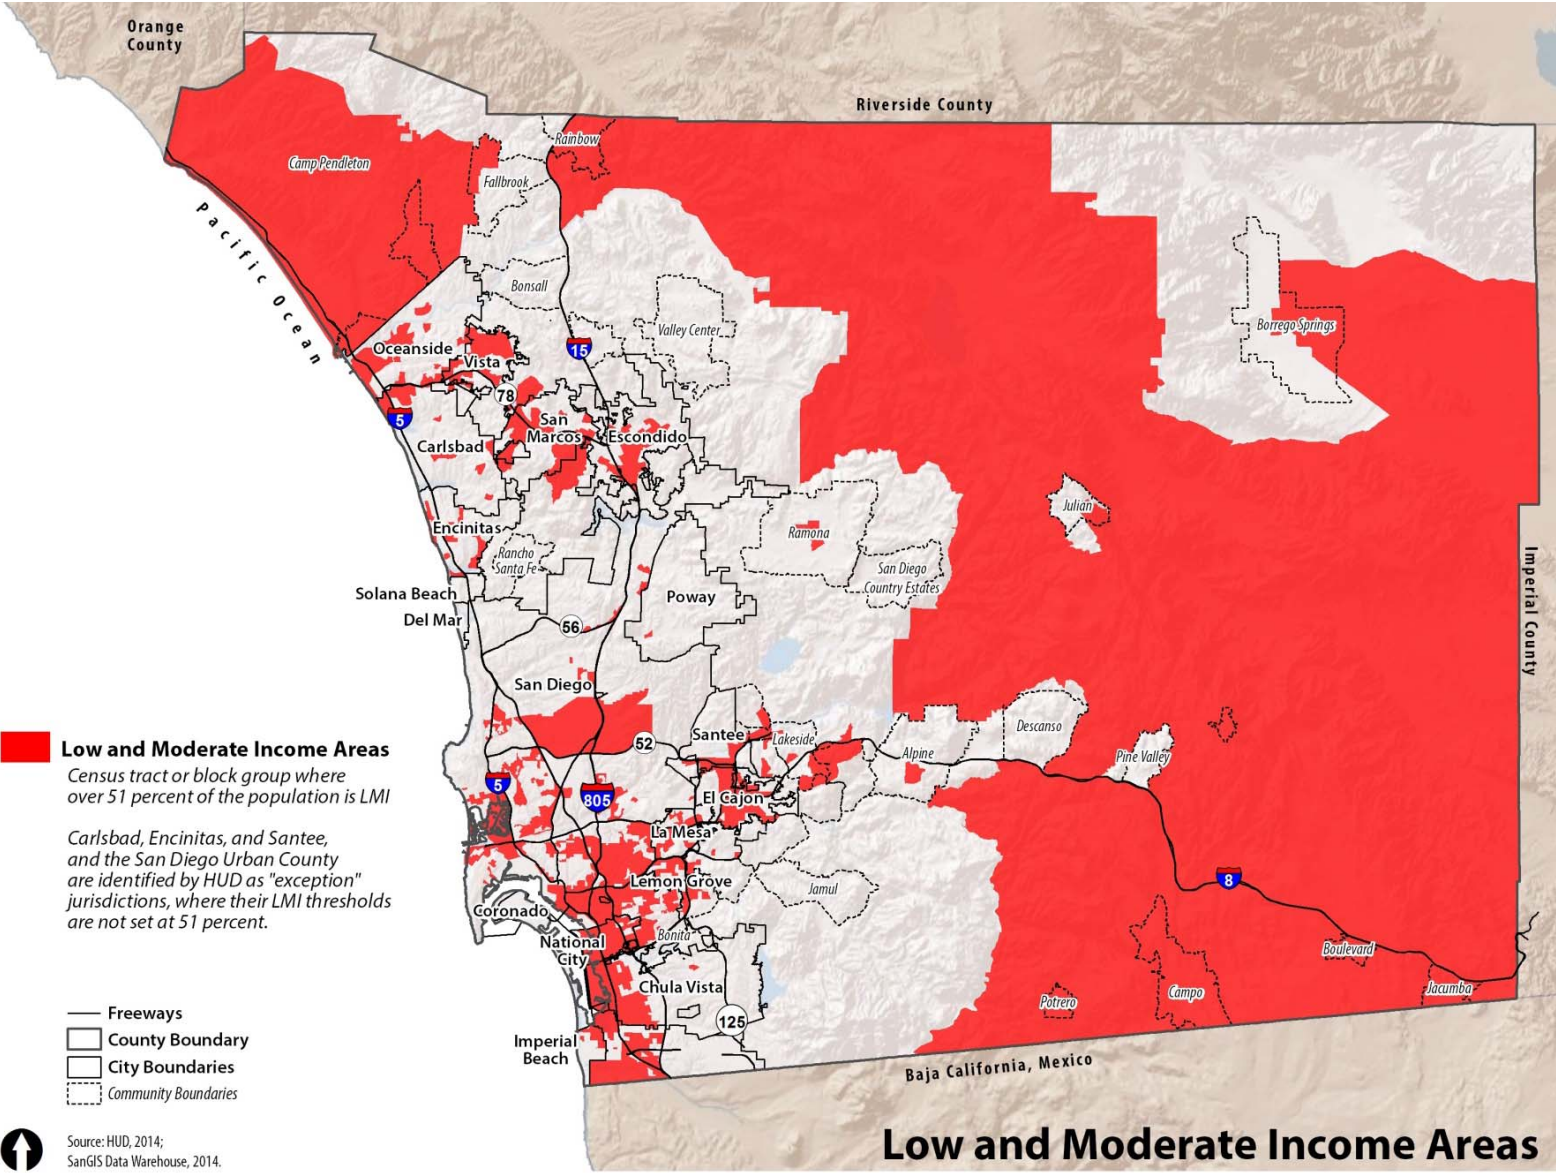 Orange
County
Riverside County
Rainbow
Camp Pendleton
Fallbrook
Pacific Ocean
Bonsall
Valley Center
Borrego Springs
Oceanside
Vista
15
78
5
San
Marcos
Escondido
Carlsbad
Julian
Encinitas
Ramona
Rancho
Santa Fe
San Diego
Country Estates
Imperial County
Solana Beach
Poway
Del Mar
56
San Diego
Descanso
Santee
Lakeside
52
Alpine
Pine Valley
Low and Moderate Income Areas
Census tract or block group where
over 51 percent of the population is LMI
Carlsbad, Encinitas, and Santee,
and the San Diego Urban County
are identified by HUD as "exception"
jurisdictions, where their LMI thresholds
are not set at 51 percent.
5
805
El Cajon
La Mesa
8
Lemon Grove
Jamul
Coronado
National
City
Bonita
Boulevard
Chula Vista
Jacumba
Potrero
Campo
125
Imperial
Beach
Baja California, Mexico
Freeways
County Boundary
City Boundaries
Community Boundaries
Source: HUD, 2014;
SanGIS Data Warehouse, 2014.
Low and Moderate Income Areas